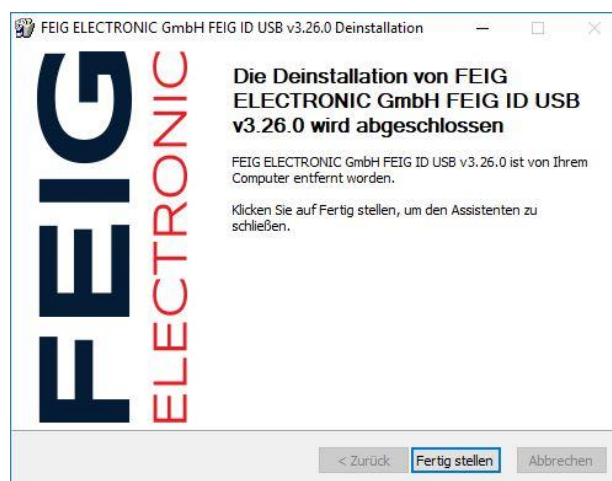 FEIG ELECTRONIC GmbH FEIG ID USB v3.26.0 Deinstallation
FEIG
ELECTRONIC
Die Deinstallation von FEIG
ELECTRONIC GmbH FEIG ID USB
v3.26.0 wird abgeschlossen
FEIG ELECTRONIC GmbH FEIG ID USB v3.26.0 ist von Ihrem
Computer entfernt worden.
Klicken Sie auf Fertig stellen, um den Assistenten zu
schließen.
< Zurück Fertig stellen Abbrechen